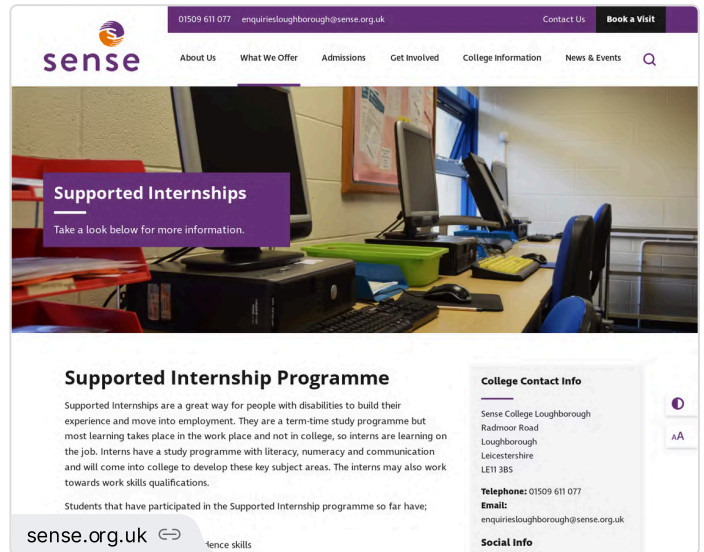 01509 611 077 enquiriesloughborough@sense.org.uk Contact Us Book a Visit
sense
About Us What We Offer Admissions Get Involved College Information News & Events
Supported Internships
Take a look below for more information.
Supported Internship Programme
Supported Internships are a great way for people with disabilities to build their
experience and move into employment. They are a term-time study programme but
most learning takes place in the work place and not in college, so interns are learning on
the job. Interns have a study programme with literacy, numeracy and communication
and will come into college to develop these key subject areas. The interns may also work
towards work skills qualifications.
Students that have participated in the Supported Internship programme so far have;
dence skills
College Contact Info
Sense College Loughborough
Radmoor Road
Loughborough
Leicestershire
LE11 3BS
Telephone: 01509 611 077
Email:
enquiriesloughborough@sense.org.uk
Social Info
AA
sense.org.uk